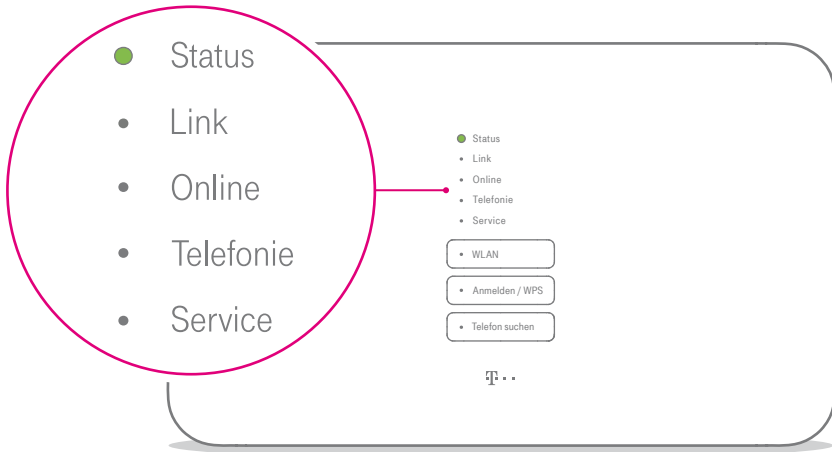 Status
Link
Online
Telefonie
Service
Status
Link
Online
Telefonie
Service
WLAN
Anmelden / WPS
Telefon suchen
T